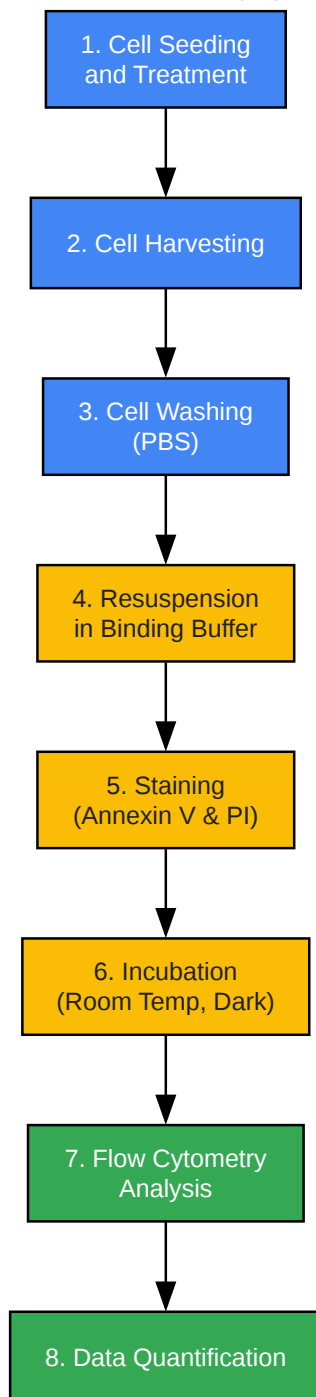 1. Cell Seeding
and Treatment
2. Cell Harvesting
3. Cell Washing
(PBS)
4. Resuspension
in Binding Buffer
5. Staining
(Annexin V & PI)
6. Incubation
(Room Temp, Dark)
7. Flow Cytometry
Analysis
8. Data Quantification